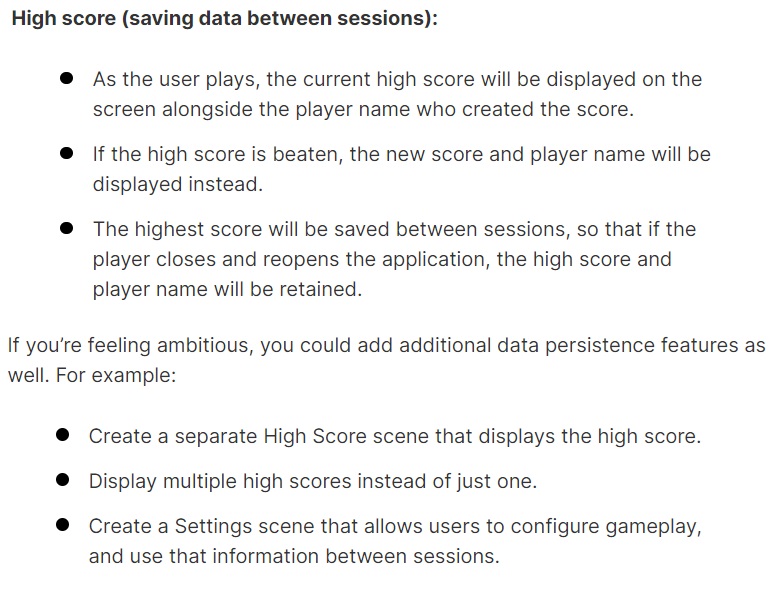 High score (saving data between sessions):
● As the user plays, the current high score will be displayed on the
screen alongside the player name who created the score.
● If the high score is beaten, the new score and player name will be
displayed instead.
● The highest score will be saved between sessions, so that if the
player closes and reopens the application, the high score and
player name will be retained.
If you’re feeling ambitious, you could add additional data persistence features as
well. For example:
● Create a separate High Score scene that displays the high score.
● Display multiple high scores instead of just one.
● Create a Settings scene that allows users to configure gameplay,
and use that information between sessions.